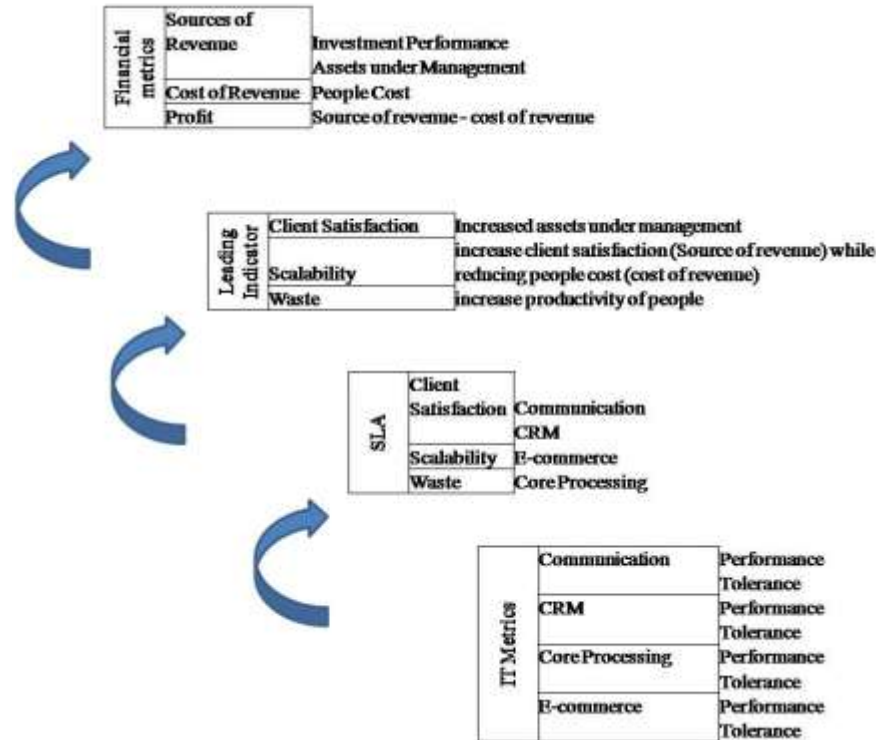 Financial metrics
Sources of
Revenue Investment Performance
Assets under Management
Cost of Revenue People Cost
Profit Source of revenue - cost of revenue
Leading Indicator
Client Satisfaction Increased assets under management
increase client satisfaction (Source of revenue) while
Scalability reducing people cost (cost of revenue)
Waste increase productivity of people
SLA
Client
Satisfaction Communication
CRM
Scalability E-commerce
Waste Core Processing
IT Metrics
Communication Performance
Tolerance
CRM Performance
Tolerance
Core Processing Performance
Tolerance
E-commerce Performance
Tolerance